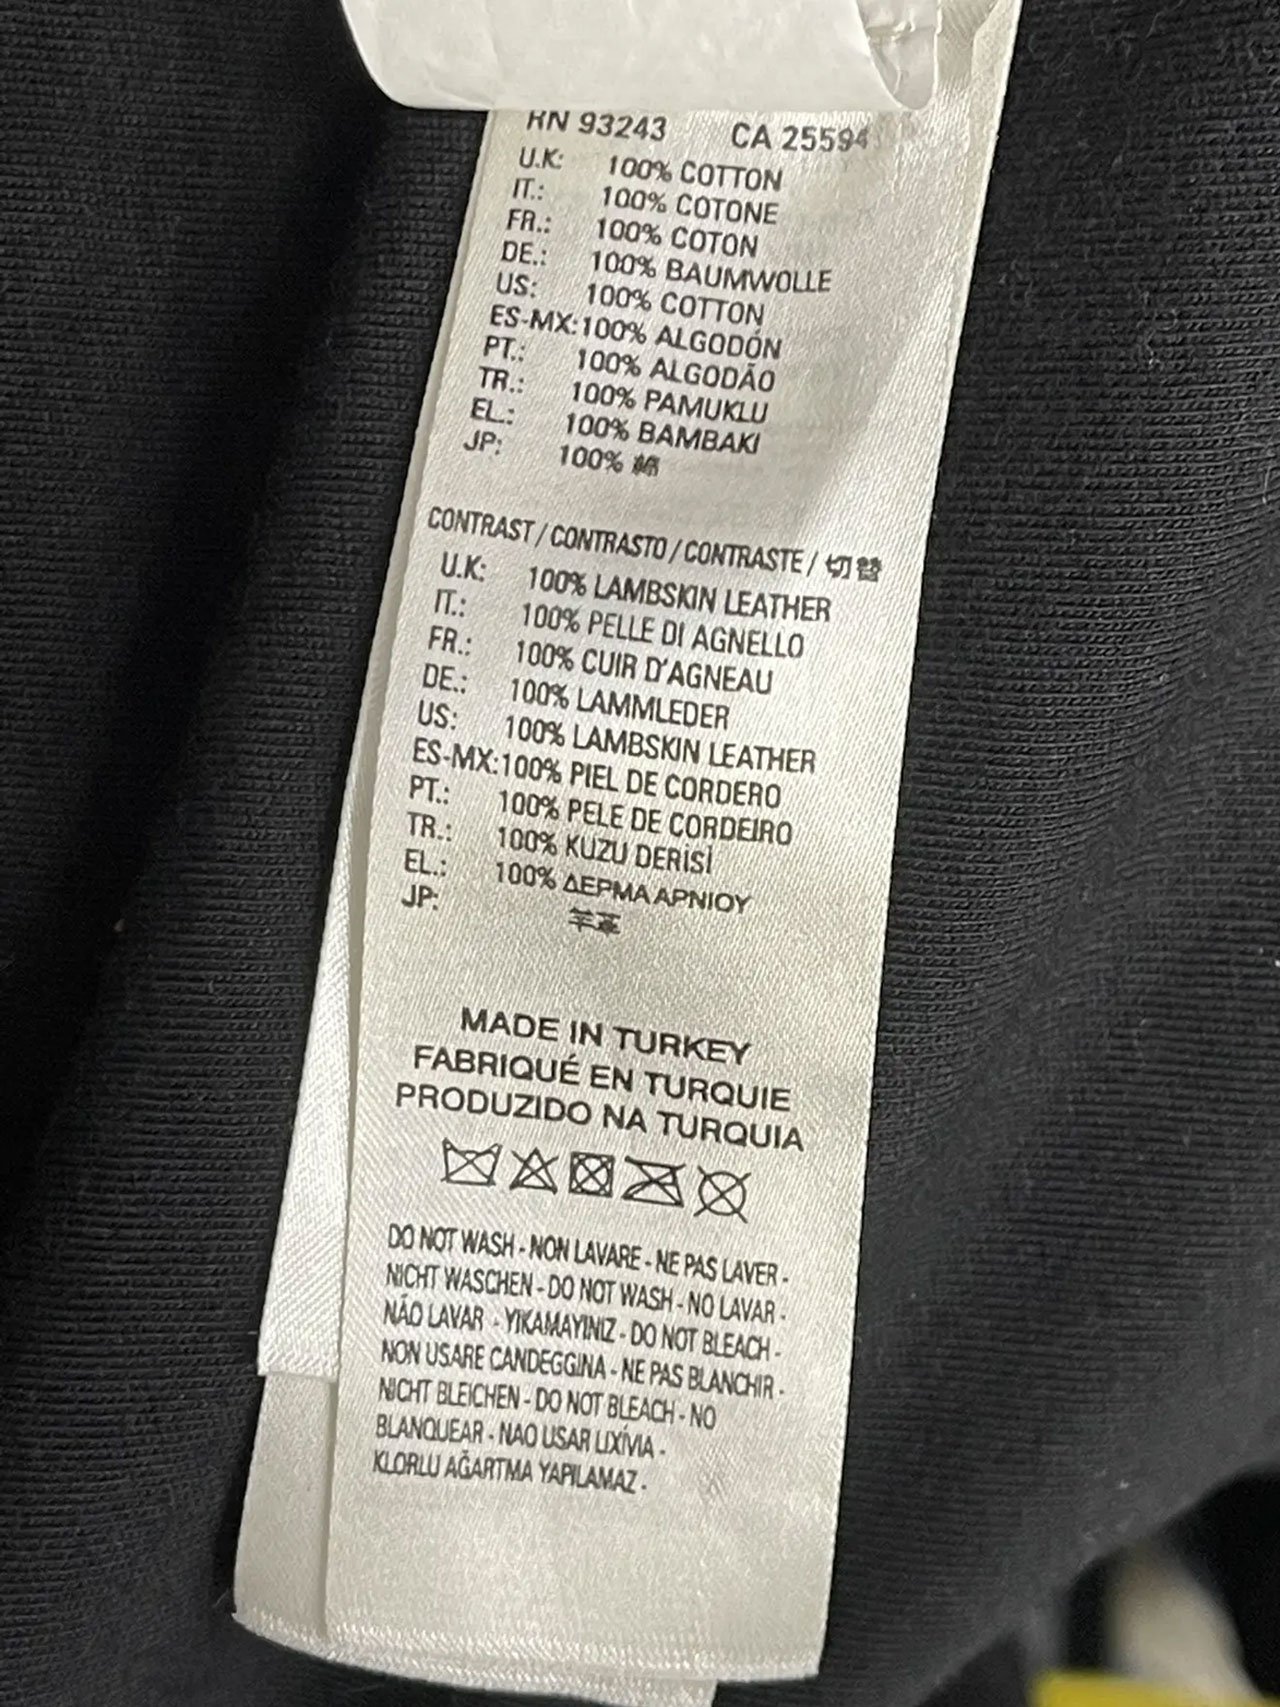 RN 93243 CA 25594
U.K: 100% COTTON
IT.: 100% COTONE
FR.: 100% COTON
DE.: 100% BAUMWOLLE
US: 100% COTTON
ES-MX: 100% ALGODÓN
PT.: 100% ALGODÃO
TR.: 100% PAMUKLU
EL.: 100% BAMBAKI
JP: 100% 綿
CONTRAST / CONTRASTO / CONTRASTE / 切替
U.K: 100% LAMBSKIN LEATHER
IT.: 100% PELLE DI AGNELLO
FR.: 100% CUIR D'AGNEAU
DE.: 100% LAMMLEDER
US: 100% LAMBSKIN LEATHER
ES-MX: 100% PIEL DE CORDERO
PT.: 100% PELE DE CORDEIRO
TR.: 100% KUZU DERİSİ
EL.: 100% ΔΕΡΜΑ ΑΡΝΙΟΥ
JP: 羊革
MADE IN TURKEY
FABRIQUÉ EN TURQUIE
PRODUZIDO NA TURQUIA
DO NOT WASH - NON LAVARE - NE PAS LAVER -
NICHT WASCHEN - DO NOT WASH - NO LAVAR -
NÃO LAVAR - YIKAMAYINIZ - DO NOT BLEACH -
NON USARE CANDEGGINA - NE PAS BLANCHIR -
NICHT BLEICHEN - DO NOT BLEACH - NO
BLANQUEAR - NAO USAR LIXÍVIA -
KLORLU AĞARTMA YAPILAMAZ -